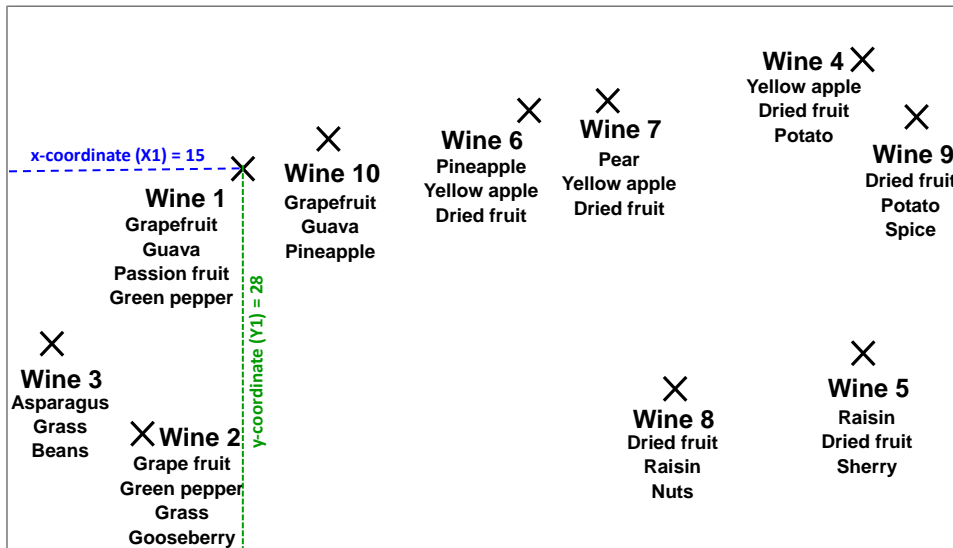 Wine 4
Yellow apple
Dried fruit
Potato
Wine 6
Pineapple
Yellow apple
Dried fruit
Wine 7
Pear
Yellow apple
Dried fruit
Wine 9
Dried fruit
Potato
Spice
x-coordinate (X1) = 15
Wine 10
Grapefruit
Guava
Pineapple
Wine 1
Grapefruit
Guava
Passion fruit
Green pepper
y-coordinate (Y1) = 28
Wine 3
Asparagus
Grass
Beans
Wine 2
Grape fruit
Green pepper
Grass
Gooseberry
Wine 8
Dried fruit
Raisin
Nuts
Wine 5
Raisin
Dried fruit
Sherry